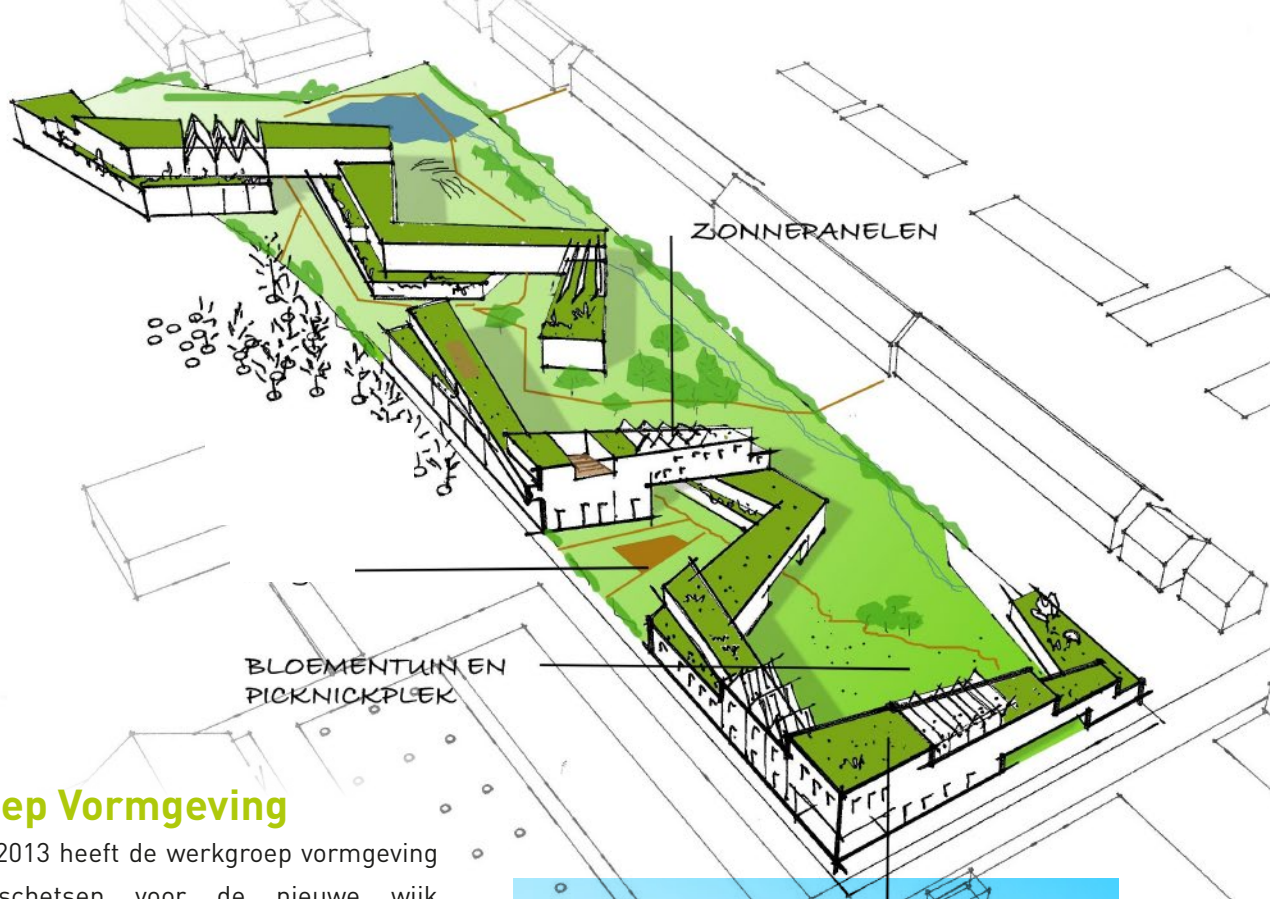 ZONNEPANELEN
BLOEMENTUIN EN
PICKNICKPLEK
ep Vormgeving
2013 heeft de werkgroep vormgeving
schetsen voor de nieuwe wijk